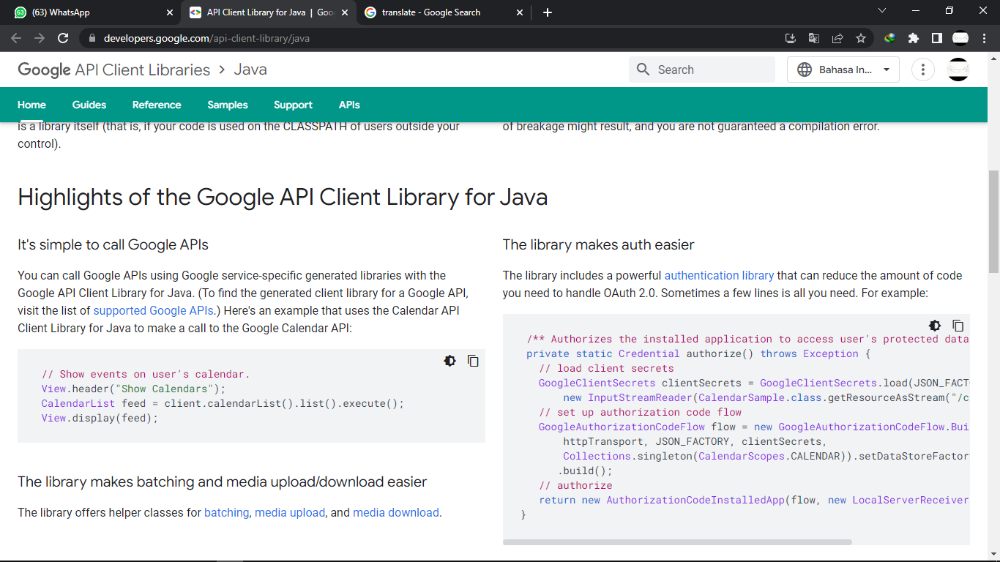 (63) WhatsApp
API Client Library for Java | Goo
translate - Google Search
developers.google.com/api-client-library/java
Google API Client Libraries > Java
Search
Bahasa In...
Home
Guides
Reference
Samples
Support
APIs
is a library itself (that is, if your code is used on the CLASSPATH of users outside your
control).
of breakage might result, and you are not guaranteed a compilation error.
Highlights of the Google API Client Library for Java
It's simple to call Google APIs
You can call Google APIs using Google service-specific generated libraries with the
Google API Client Library for Java. (To find the generated client library for a Google API,
visit the list of supported Google APIs.) Here's an example that uses the Calendar API
Client Library for Java to make a call to the Google Calendar API:
// Show events on user's calendar.
View.header("Show Calendars");
CalendarList feed = client.calendarList().list().execute();
View.display(feed);
The library makes batching and media upload/download easier
The library offers helper classes for batching, media upload, and media download.
The library makes auth easier
The library includes a powerful authentication library that can reduce the amount of code
you need to handle OAuth 2.0. Sometimes a few lines is all you need. For example:
/** Authorizes the installed application to access user's protected data
private static Credential authorize() throws Exception {
// load client secrets
GoogleClientSecrets clientSecrets = GoogleClientSecrets.load(JSON_FACT
new InputStreamReader(CalendarSample.class.getResourceAsStream("/c
// set up authorization code flow
GoogleAuthorizationCodeFlow flow = new GoogleAuthorizationCodeFlow.Bui
httpTransport, JSON_FACTORY, clientSecrets,
Collections.singleton(CalendarScopes.CALENDAR)).setDataStoreFactor
.build();
// authorize
return new AuthorizationCodeInstalledApp(flow, new LocalServerReceiver
}